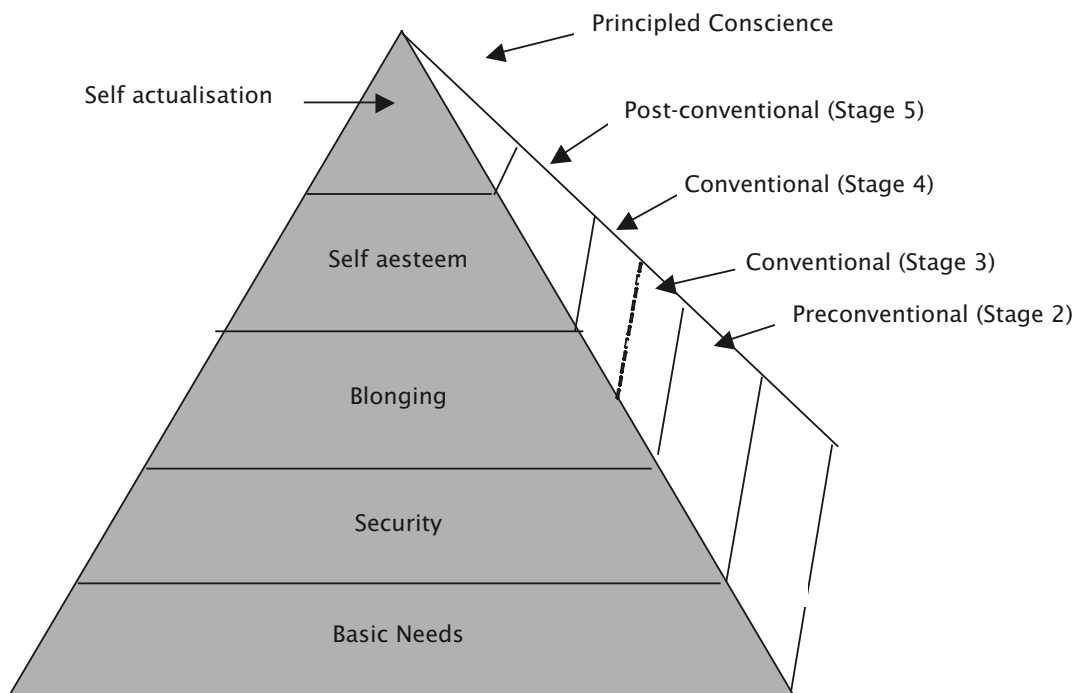 Principled Conscience
Self actualisation
Post-conventional (Stage 5)
Conventional (Stage 4)
Self aesteem
Conventional (Stage 3)
Preconventional (Stage 2)
Blonging
Security
Basic Needs